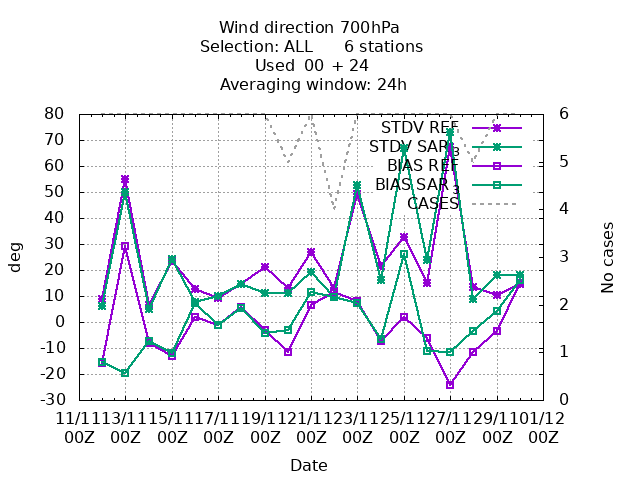 Wind direction 700hPa
Selection: ALL 6 stations
Used 00 + 24
Averaging window: 24h
80
70
60
50
40
30
20
10
0
-10
-20
-30
deg
6
5
4
3
2
1
0
No cases
STDV REF
STDV SAR_3
BIAS REF
BIAS SAR_3
CASES
11/11 13/11 15/11 17/11 19/11 21/11 23/11 25/11 27/11 29/11 01/12
00Z 00Z 00Z 00Z 00Z 00Z 00Z 00Z 00Z 00Z 00Z
Date